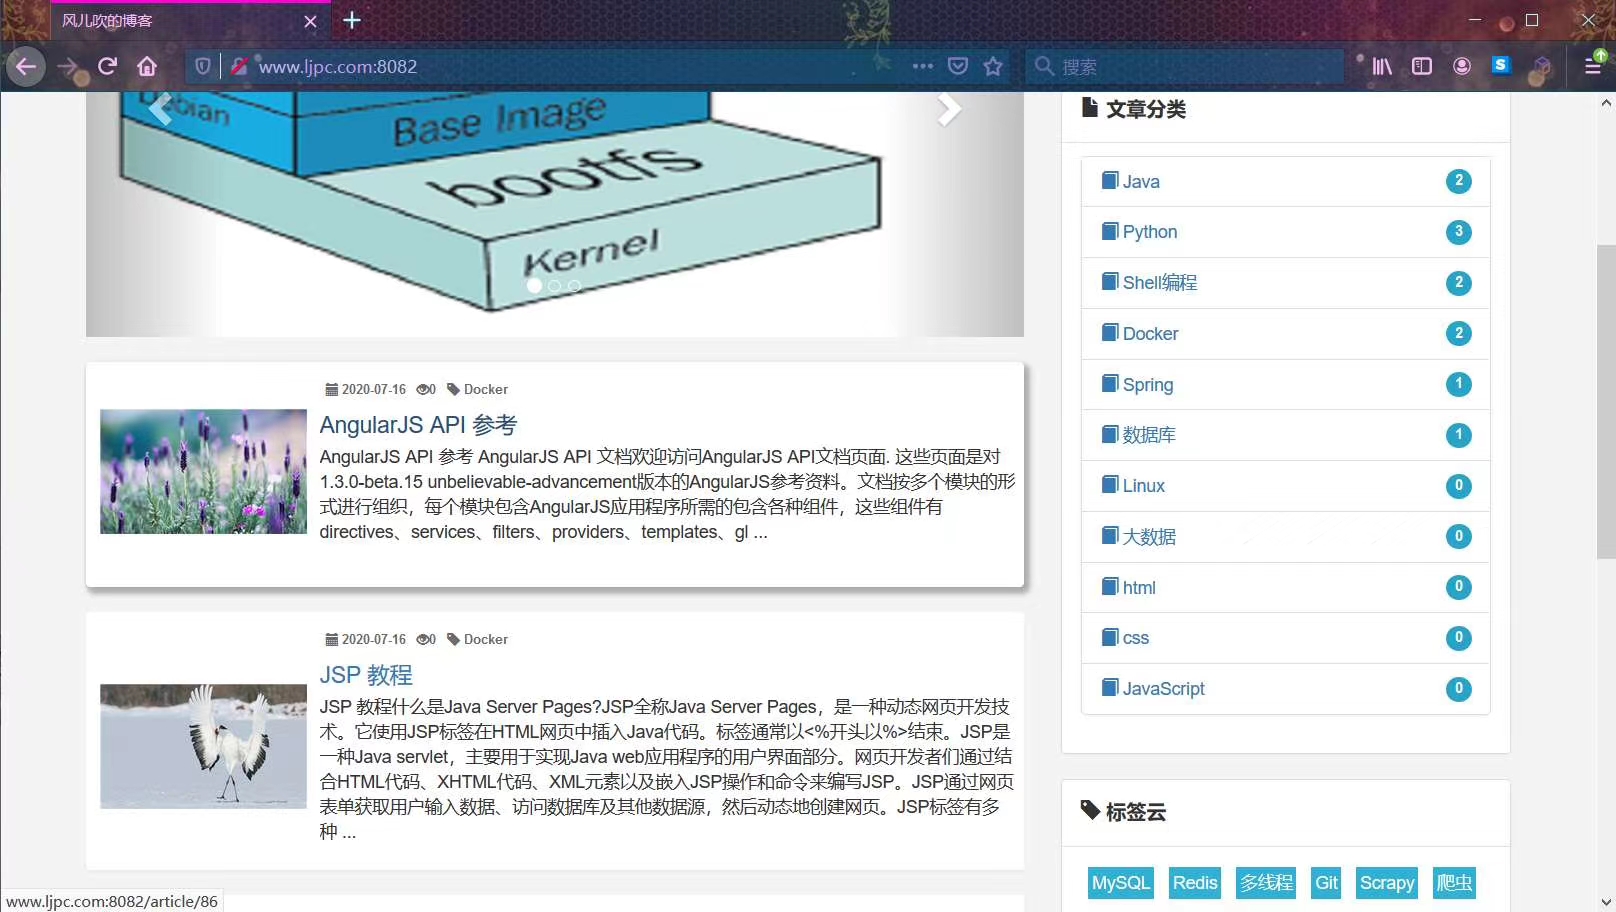 风儿吹的博客
www.ljpc.com:8082
搜索
Debian
Base Image
bootfs
Kernel
2020-07-16 0 Docker
AngularJS API 参考
AngularJS API 参考 AngularJS API 文档欢迎访问AngularJS API文档页面. 这些页面是对
1.3.0-beta.15 unbelievable-advancement版本的AngularJS参考资料。文档按多个模块的形
式进行组织，每个模块包含AngularJS应用程序所需的包含各种组件，这些组件有
directives、services、filters、providers、templates、gl ...
2020-07-16 0 Docker
JSP 教程
JSP 教程什么是Java Server Pages?JSP全称Java Server Pages，是一种动态网页开发技
术。它使用JSP标签在HTML网页中插入Java代码。标签通常以<%开头以%>结束。JSP是
一种Java servlet，主要用于实现Java web应用程序的用户界面部分。网页开发者们通过结
合HTML代码、XHTML代码、XML元素以及嵌入JSP操作和命令来编写JSP。JSP通过网页
表单获取用户输入数据、访问数据库及其他数据源，然后动态地创建网页。JSP标签有多
种 ...
文章分类
Java 2
Python 3
Shell编程 2
Docker 2
Spring 1
数据库 1
Linux 0
大数据 0
html 0
css 0
JavaScript 0
标签云
MySQL Redis 多线程 Git Scrapy 爬虫
www.ljpc.com:8082/article/86